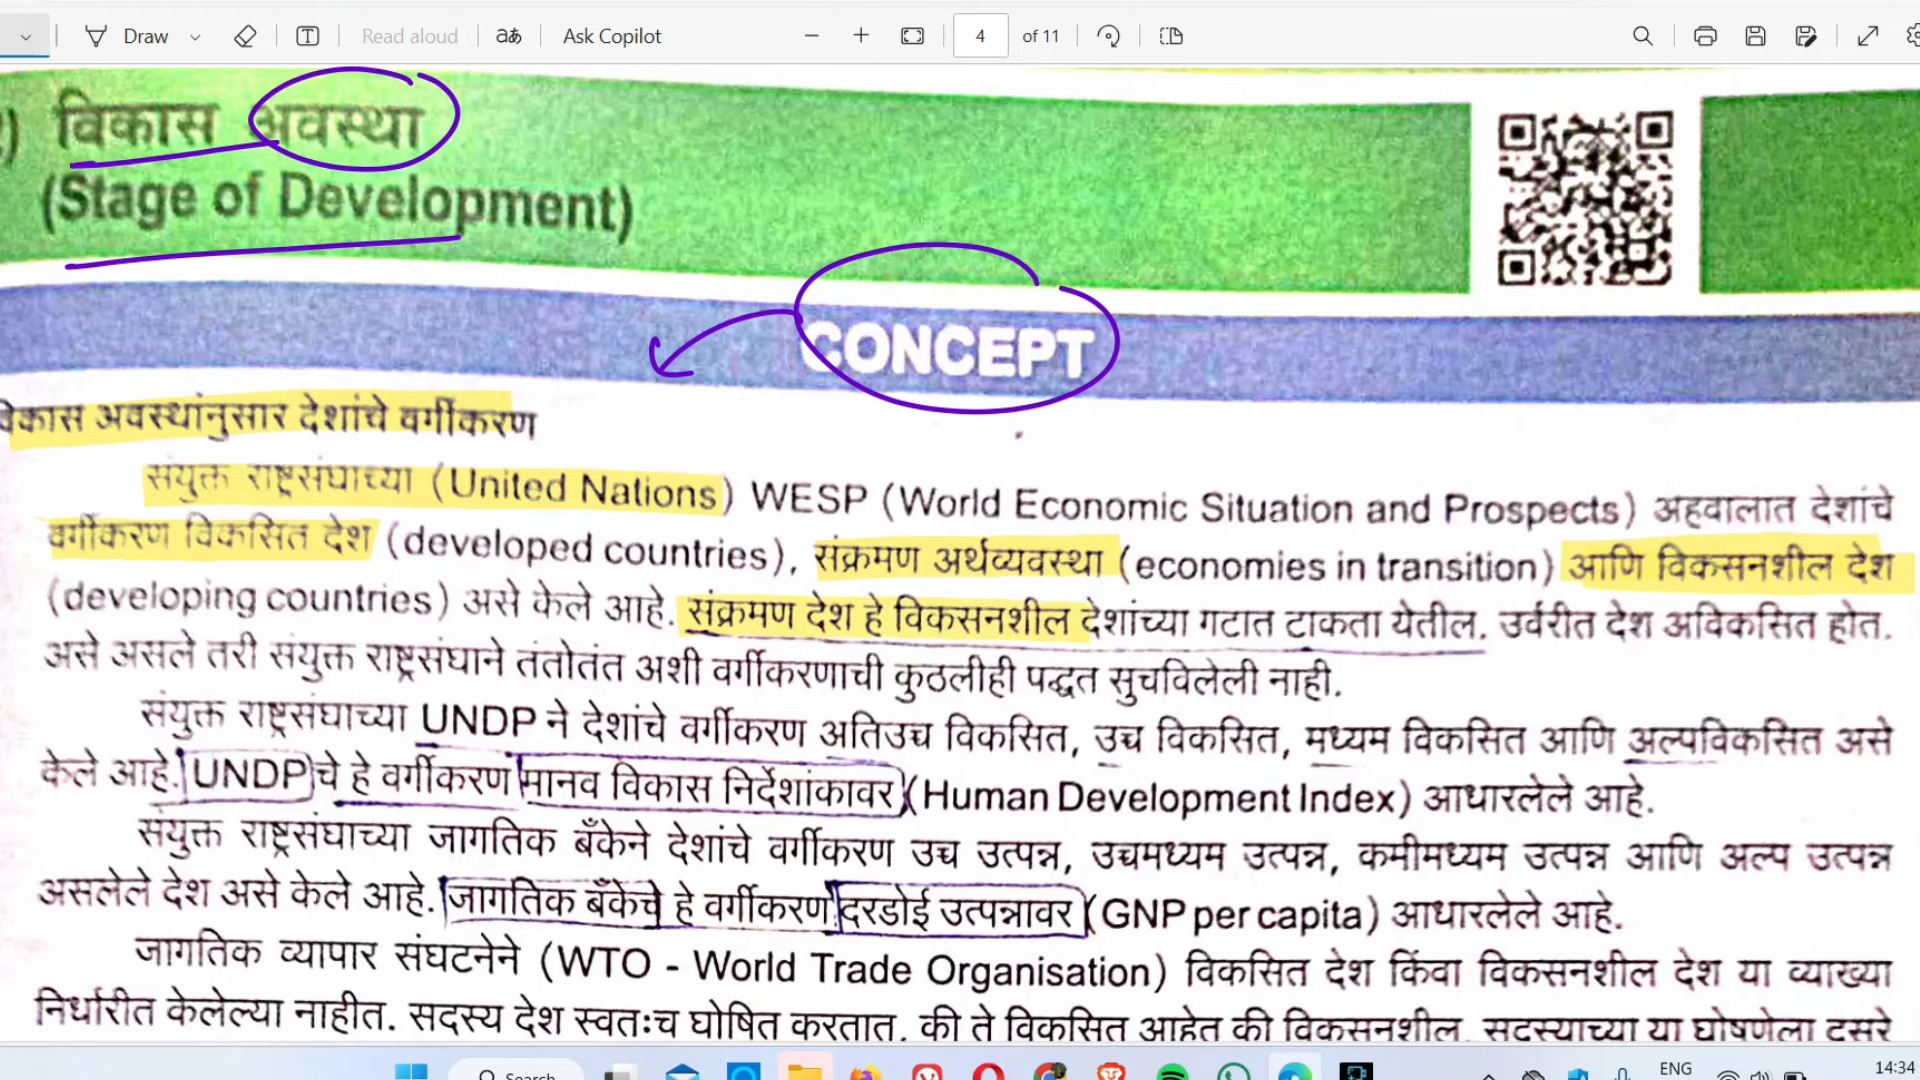 Draw
Read aloud
aあ
Ask Copilot
4 of 11
विकास अवस्था
(Stage of Development)
CONCEPT
विकास अवस्थांनुसार देशांचे वर्गीकरण
संयुक्त राष्ट्रसंघाच्या (United Nations) WESP (World Economic Situation and Prospects) अहवालात देशांचे
वर्गीकरण विकसित देश (developed countries), संक्रमण अर्थव्यवस्था (economies in transition) आणि विकसनशील देश
(developing countries) असे केले आहे. संक्रमण देश हे विकसनशील देशांच्या गटात टाकता येतील. उर्वरीत देश अविकसित होत.
असे असले तरी संयुक्त राष्ट्रसंघाने तंतोतंत अशी वर्गीकरणाची कुठलीही पद्धत सुचविलेली नाही.
संयुक्त राष्ट्रसंघाच्या UNDP ने देशांचे वर्गीकरण अतिउच्च विकसित, उच्च विकसित, मध्यम विकसित आणि अल्पविकसित असे
केले आहे. UNDP चे हे वर्गीकरण मानव विकास निर्देशांकावर (Human Development Index) आधारलेले आहे.
संयुक्त राष्ट्रसंघाच्या जागतिक बँकेने देशांचे वर्गीकरण उच्च उत्पन्न, उच्चमध्यम उत्पन्न, कमीमध्यम उत्पन्न आणि अल्प उत्पन्न
असलेले देश असे केले आहे. जागतिक बँकेचे हे वर्गीकरण दरडोई उत्पन्नावर (GNP per capita) आधारलेले आहे.
जागतिक व्यापार संघटनेने (WTO - World Trade Organisation) विकसित देश किंवा विकसनशील देश या व्याख्या
निर्धारीत केलेल्या नाहीत. सदस्य देश स्वतःच घोषित करतात, की ते विकसित आहेत की विकसनशील. सदस्याच्या या घोषणेला दुसरे
Search
ENG
14:34